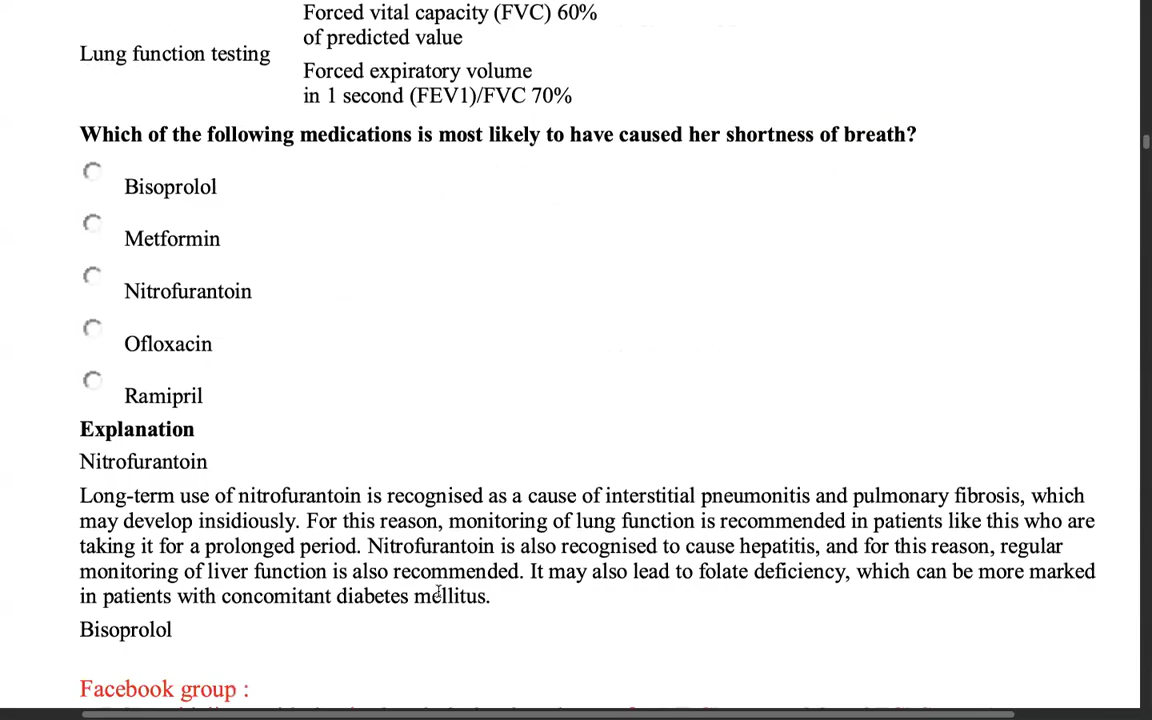 Forced vital capacity (FVC) 60%
of predicted value
Lung function testing
Forced expiratory volume
in 1 second (FEV1)/FVC 70%
Which of the following medications is most likely to have caused her shortness of breath?
Bisoprolol
Metformin
Nitrofurantoin
Ofloxacin
Ramipril
Explanation
Nitrofurantoin
Long-term use of nitrofurantoin is recognised as a cause of interstitial pneumonitis and pulmonary fibrosis, which
may develop insidiously. For this reason, monitoring of lung function is recommended in patients like this who are
taking it for a prolonged period. Nitrofurantoin is also recognised to cause hepatitis, and for this reason, regular
monitoring of liver function is also recommended. It may also lead to folate deficiency, which can be more marked
in patients with concomitant diabetes mellitus.
Bisoprolol
Facebook group :